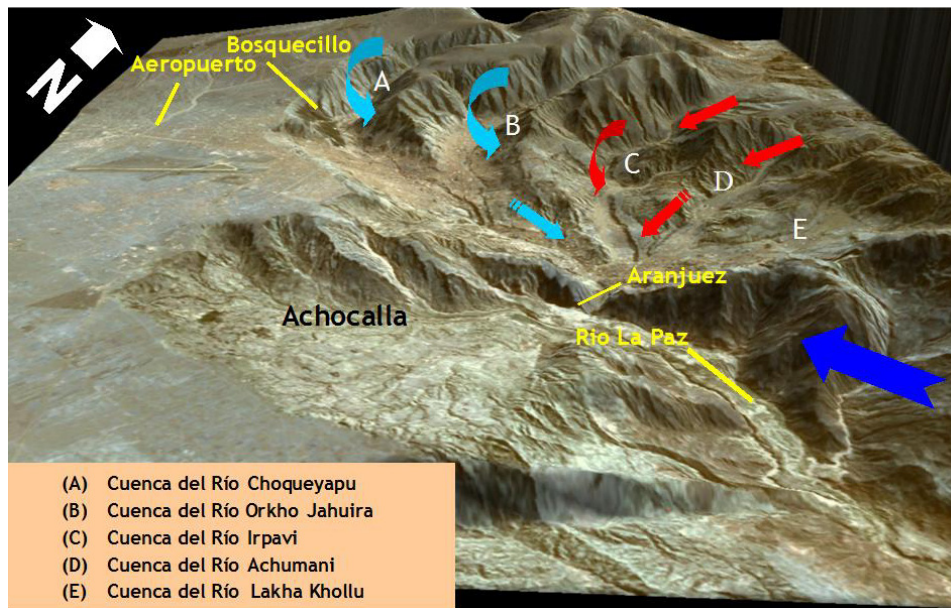 N
Aeropuerto
Bosquecillo
A
B
C
D
E
Aranjuez
Achocalla
Rio La Paz
(A) Cuenca del Río Choqueyapu
(B) Cuenca del Río Orkho Jahuira
(C) Cuenca del Río Irpavi
(D) Cuenca del Río Achumani
(E) Cuenca del Río Lakha Khollu